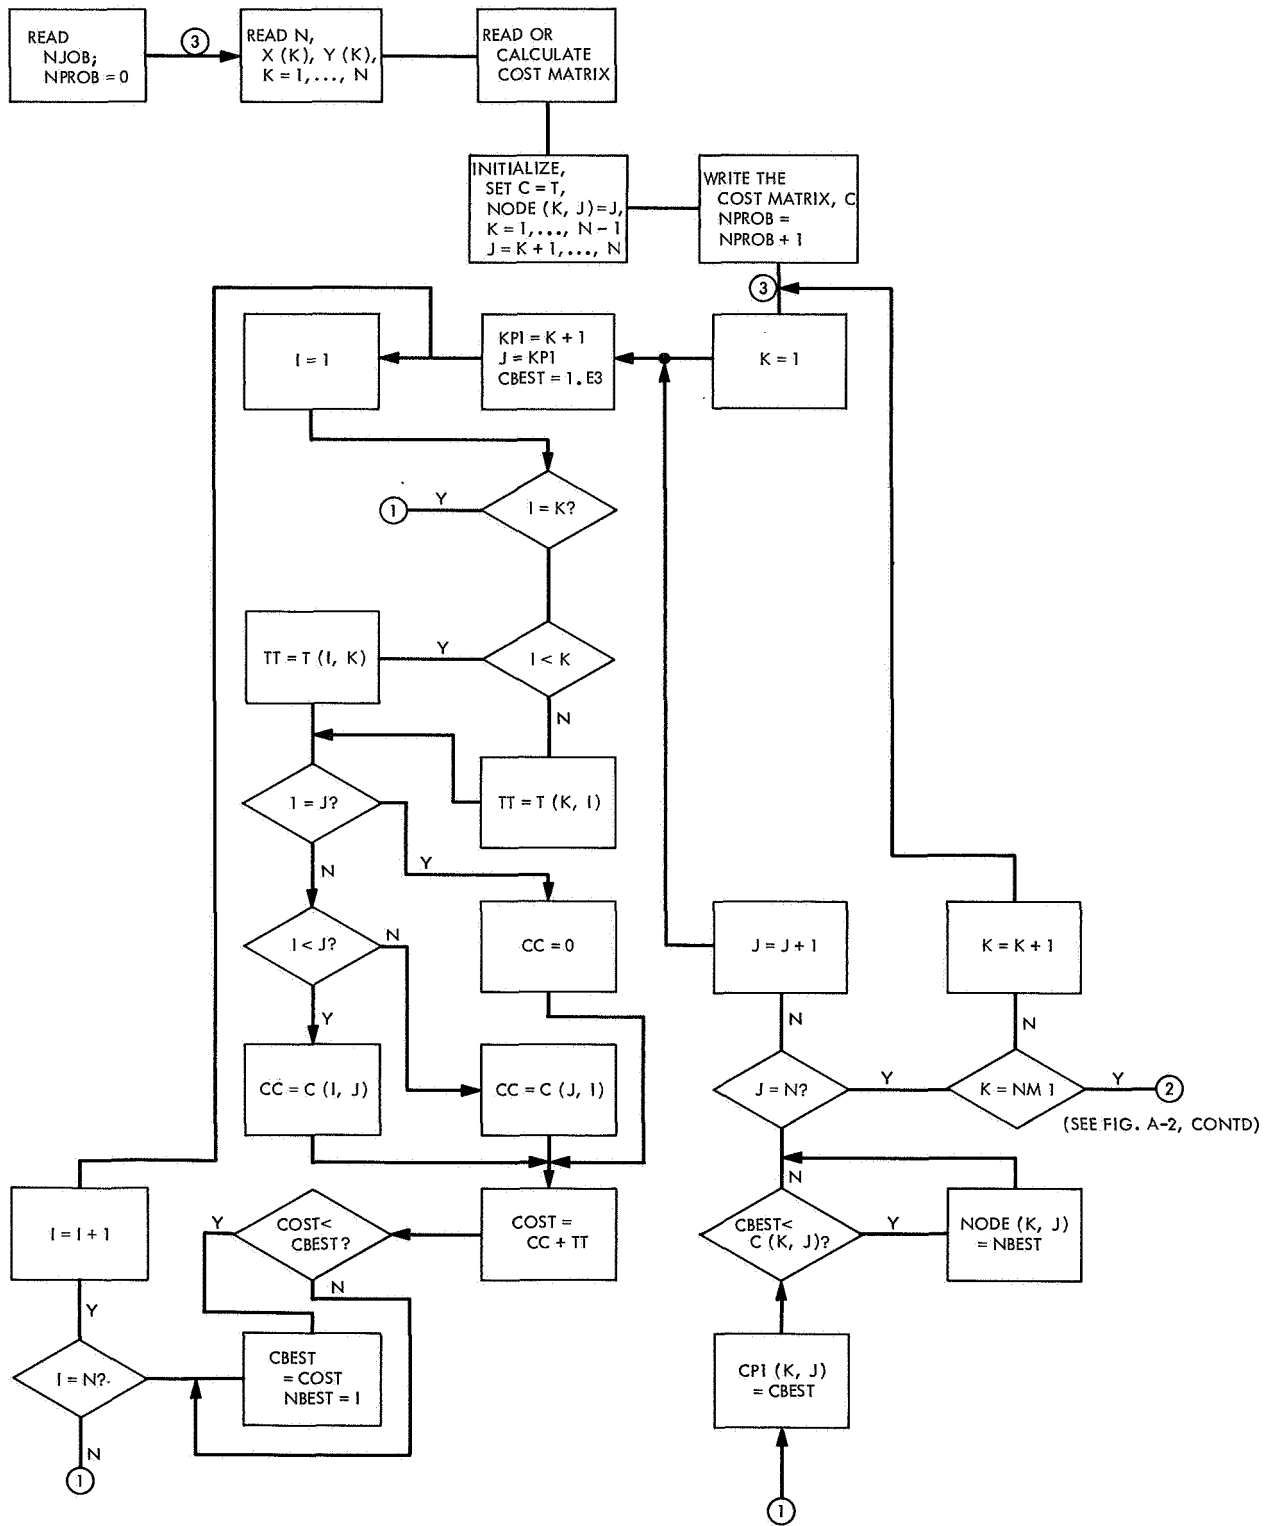 READ
NJOB;
NPROB = 0
3
READ N,
X (K), Y (K),
K = 1,..., N
READ OR
CALCULATE
COST MATRIX
INITIALIZE,
SET C = T,
NODE (K, J) = J,
K = 1,..., N - 1
J = K + 1,..., N
WRITE THE
COST MATRIX, C
NPROB =
NPROB + 1
3
I = 1
KP1 = K + 1
J = KP1
CBEST = 1. E3
K = 1
1
Y
I = K?
TT = T (I, K)
Y
I < K
N
TT = T (K, I)
I = J?
Y
N
I < J?
N
CC = 0
J = J + 1
K = K + 1
Y
N
N
CC = C (I, J)
CC = C (J, I)
J = N?
Y
K = NM 1
Y
2
(SEE FIG. A-2, CONTD)
N
I = I + 1
Y
COST <
CBEST?
N
COST =
CC + TT
CBEST <
C (K, J)?
Y
NODE (K, J)
= NBEST
Y
I = N?
CBEST
= COST
NBEST = I
CP1 (K, J)
= CBEST
N
1
1